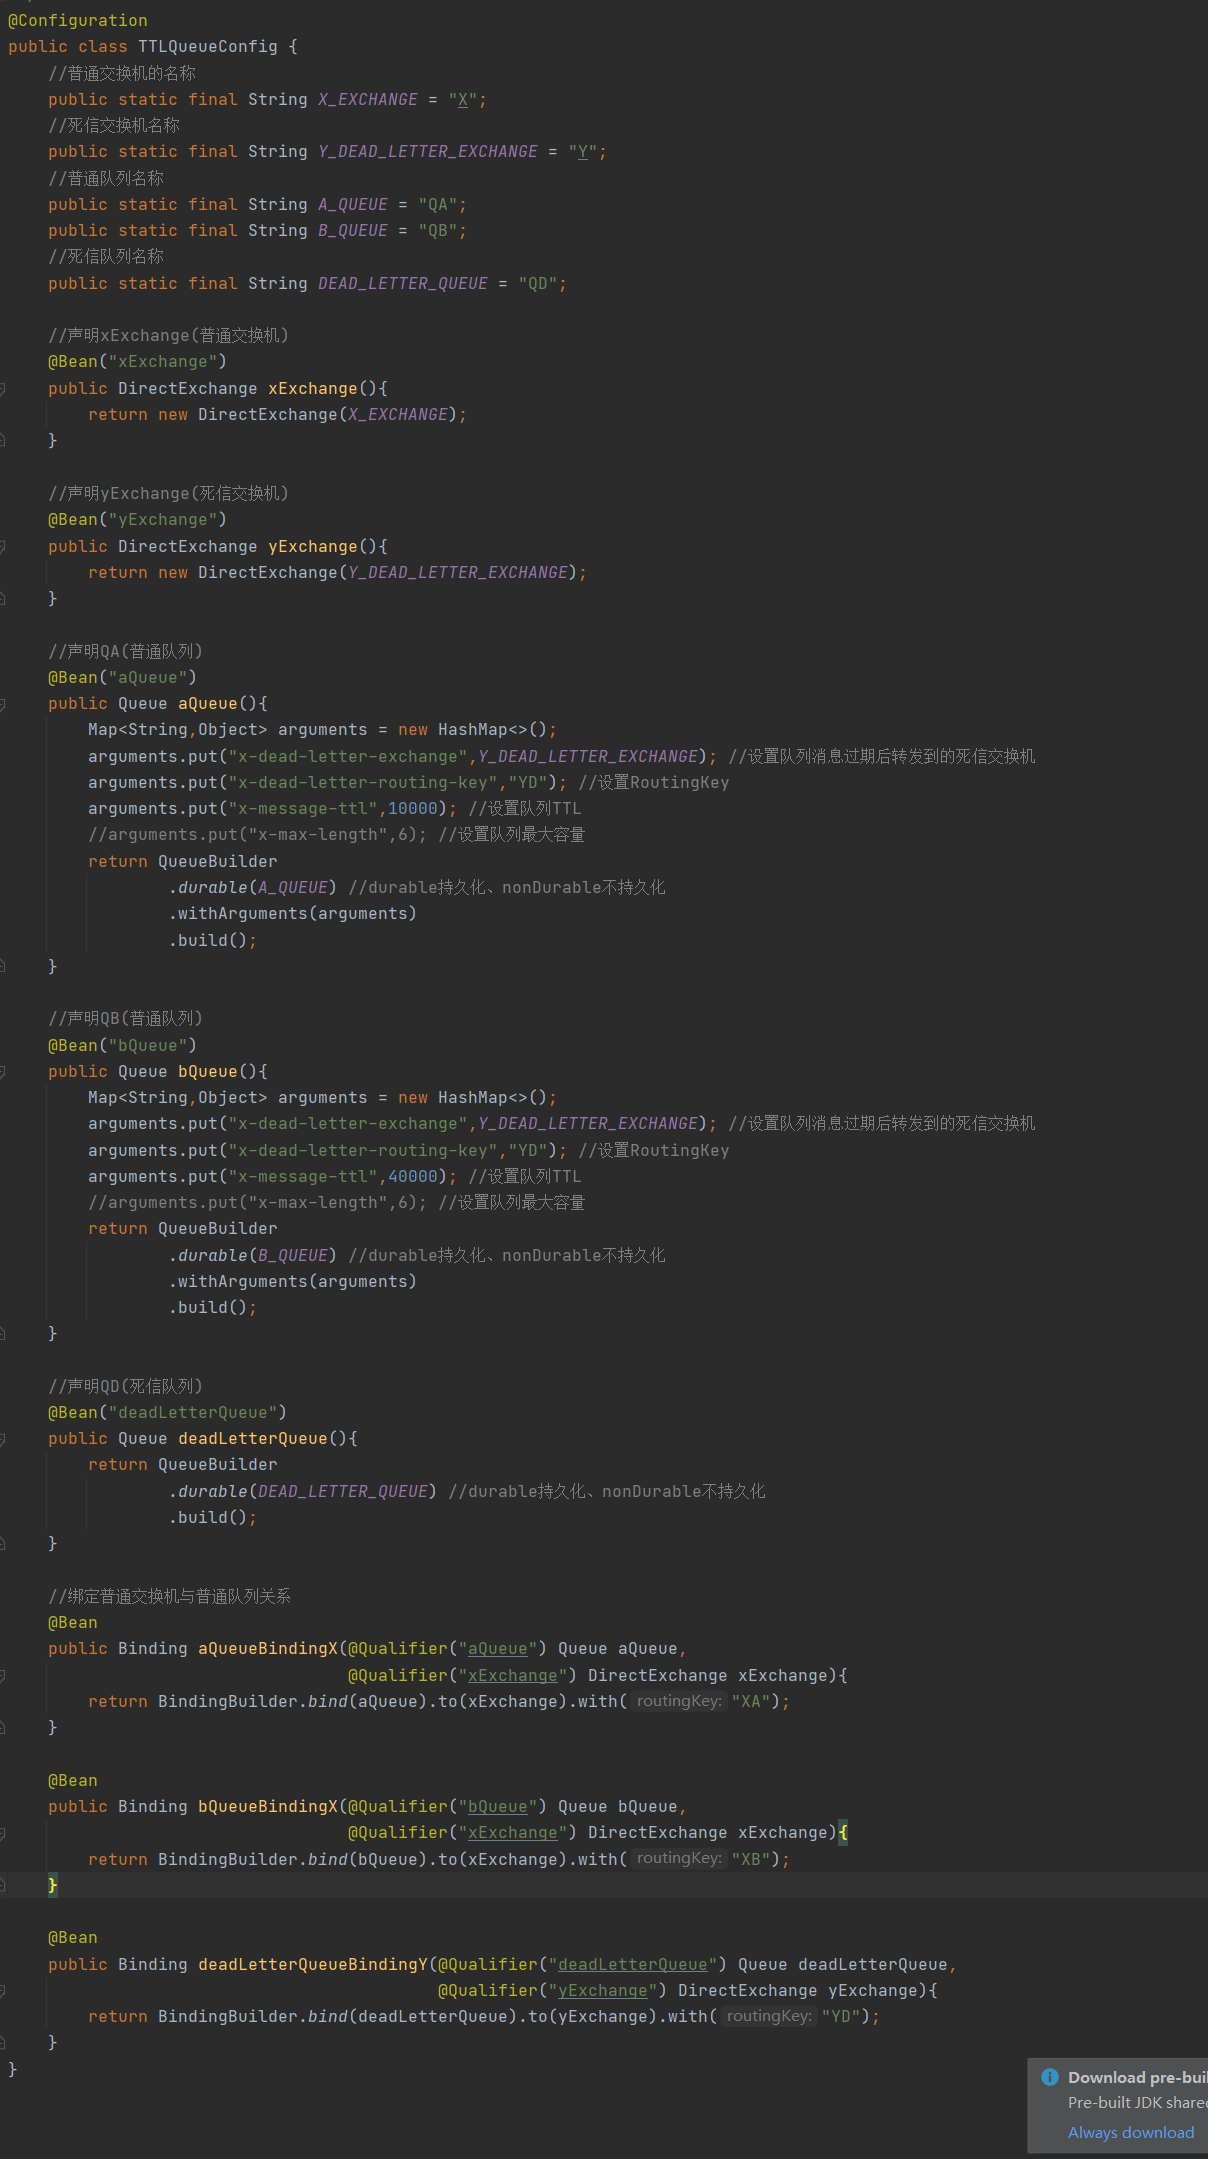 @Configuration
public class TTLQueueConfig {
    //普通交换机的名称
    public static final String X_EXCHANGE = "X";
    //死信交换机名称
    public static final String Y_DEAD_LETTER_EXCHANGE = "Y";
    //普通队列名称
    public static final String A_QUEUE = "QA";
    public static final String B_QUEUE = "QB";
    //死信队列名称
    public static final String DEAD_LETTER_QUEUE = "QD";
    //声明xExchange(普通交换机)
    @Bean("xExchange")
    public DirectExchange xExchange(){
        return new DirectExchange(X_EXCHANGE);
    }
    //声明yExchange(死信交换机)
    @Bean("yExchange")
    public DirectExchange yExchange(){
        return new DirectExchange(Y_DEAD_LETTER_EXCHANGE);
    }
    //声明QA(普通队列)
    @Bean("aQueue")
    public Queue aQueue(){
        Map<String,Object> arguments = new HashMap<>();
        arguments.put("x-dead-letter-exchange",Y_DEAD_LETTER_EXCHANGE); //设置队列消息过期后转发到的死信交换机
        arguments.put("x-dead-letter-routing-key","YD"); //设置RoutingKey
        arguments.put("x-message-ttl",10000); //设置队列TTL
        //arguments.put("x-max-length",6); //设置队列最大容量
        return QueueBuilder
                .durable(A_QUEUE) //durable持久化、nonDurable不持久化
                .withArguments(arguments)
                .build();
    }
    //声明QB(普通队列)
    @Bean("bQueue")
    public Queue bQueue(){
        Map<String,Object> arguments = new HashMap<>();
        arguments.put("x-dead-letter-exchange",Y_DEAD_LETTER_EXCHANGE); //设置队列消息过期后转发到的死信交换机
        arguments.put("x-dead-letter-routing-key","YD"); //设置RoutingKey
        arguments.put("x-message-ttl",40000); //设置队列TTL
        //arguments.put("x-max-length",6); //设置队列最大容量
        return QueueBuilder
                .durable(B_QUEUE) //durable持久化、nonDurable不持久化
                .withArguments(arguments)
                .build();
    }
    //声明QD(死信队列)
    @Bean("deadLetterQueue")
    public Queue deadLetterQueue(){
        return QueueBuilder
                .durable(DEAD_LETTER_QUEUE) //durable持久化、nonDurable不持久化
                .build();
    }
    //绑定普通交换机与普通队列关系
    @Bean
    public Binding aQueueBindingX(@Qualifier("aQueue") Queue aQueue,
                                  @Qualifier("xExchange") DirectExchange xExchange){
        return BindingBuilder.bind(aQueue).to(xExchange).with( routingKey: "XA");
    }
    @Bean
    public Binding bQueueBindingX(@Qualifier("bQueue") Queue bQueue,
                                  @Qualifier("xExchange") DirectExchange xExchange){
        return BindingBuilder.bind(bQueue).to(xExchange).with( routingKey: "XB");
    }
    @Bean
    public Binding deadLetterQueueBindingY(@Qualifier("deadLetterQueue") Queue deadLetterQueue,
                                           @Qualifier("yExchange") DirectExchange yExchange){
        return BindingBuilder.bind(deadLetterQueue).to(yExchange).with( routingKey: "YD");
    }
}
Download pre-buil
Pre-built JDK share
Always download